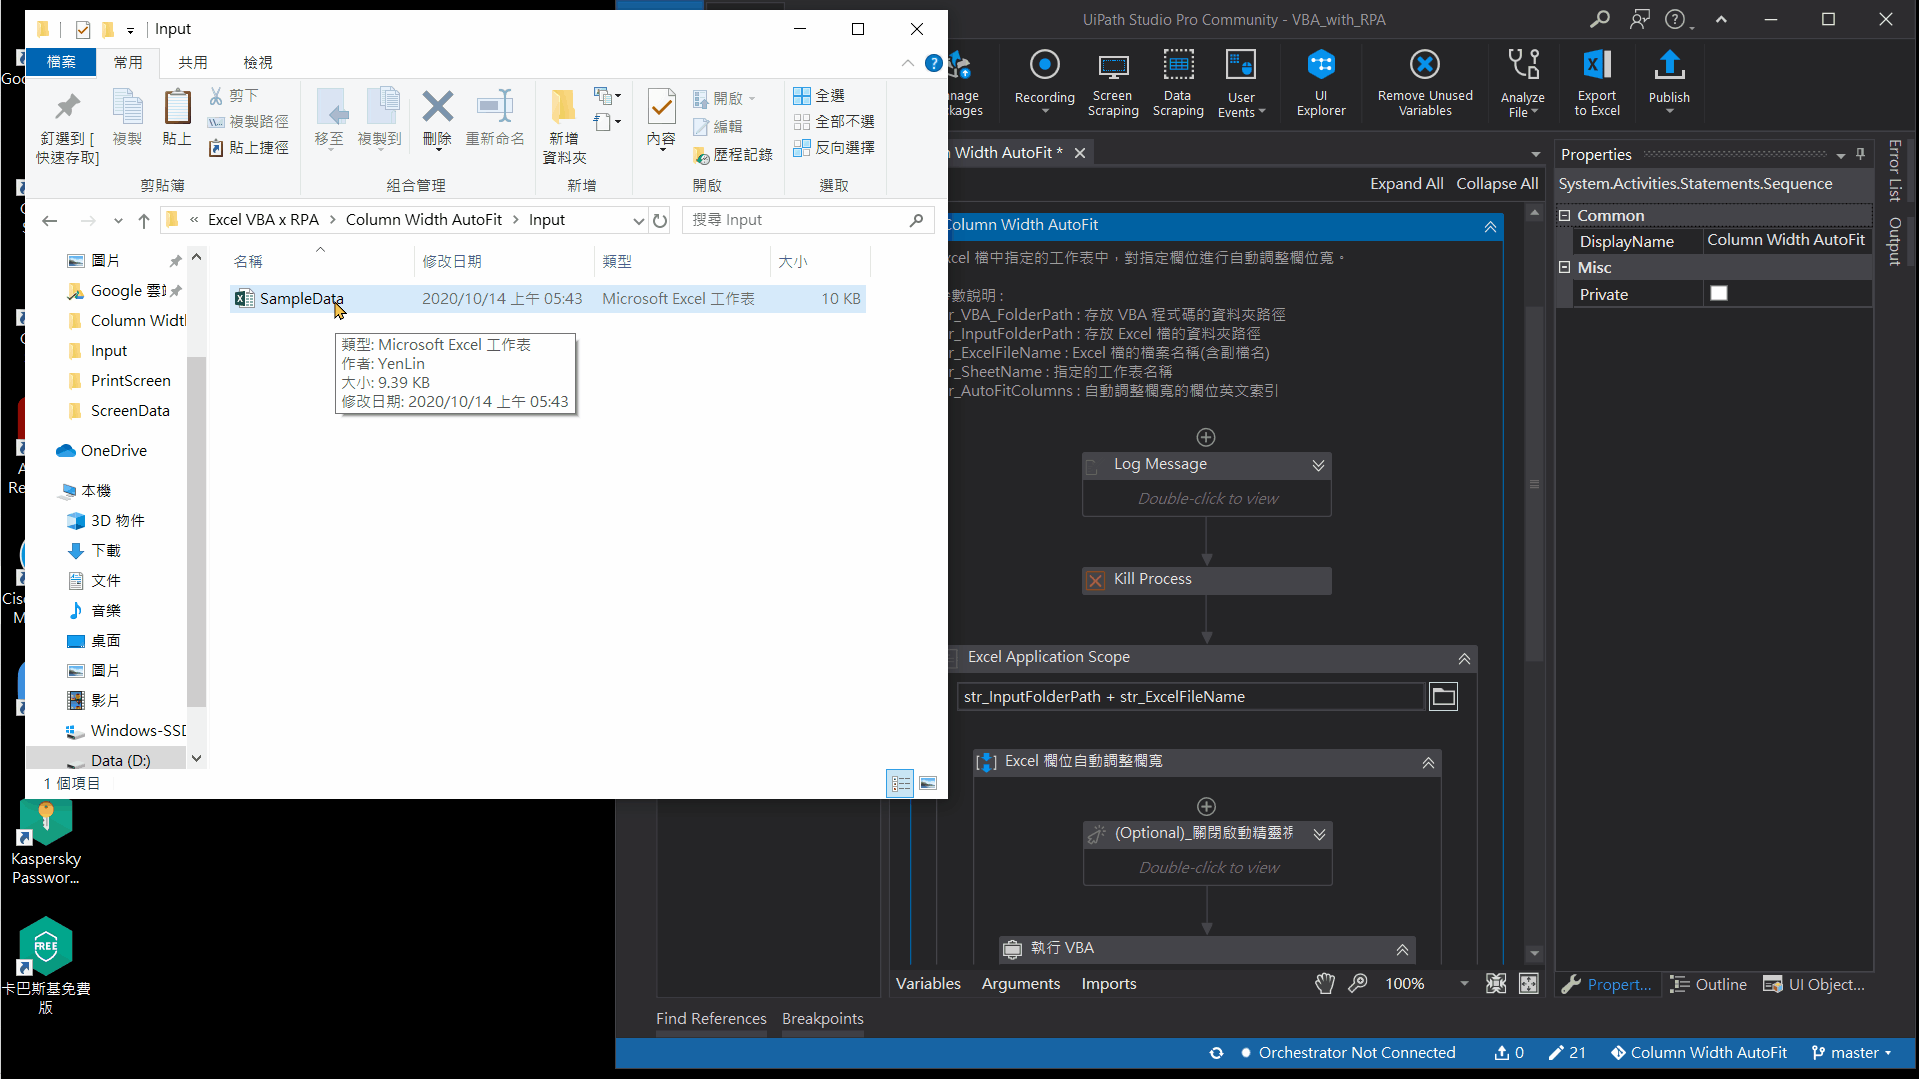 Input
檔案 常用 共用 檢視
釘選到 [
快速存取]
複製
貼上
剪下
複製路徑
貼上捷徑
剪貼簿
移至
複製到
刪除
重新命名
組合管理
新增
資料夾
新增
內容
開啟
編輯
歷程記錄
開啟
全選
全部不選
反向選擇
選取
« Excel VBA x RPA › Column Width AutoFit › Input
搜尋 Input
圖片
Google 雲
Column Widt
Input
PrintScreen
ScreenData
OneDrive
本機
3D 物件
下載
文件
音樂
桌面
圖片
影片
Windows-SSD
Data (D:)
名稱 修改日期 類型 大小
SampleData 2020/10/14 上午 05:43 Microsoft Excel 工作表 10 KB
類型: Microsoft Excel 工作表
作者: YenLin
大小: 9.39 KB
修改日期: 2020/10/14 上午 05:43
1 個項目
Goo
A
Re
Cis
M
Kaspersky
Passwor...
FREE
卡巴斯基免費
版
UiPath Studio Pro Community - VBA_with_RPA
nage
kages
Recording
Screen
Scraping
Data
Scraping
User
Events
UI
Explorer
Remove Unused
Variables
Analyze
File
Export
to Excel
Publish
n Width AutoFit *
Expand All Collapse All
Column Width AutoFit
xcel 檔中指定的工作表中，對指定欄位進行自動調整欄位寬。
數說明 :
r_VBA_FolderPath : 存放 VBA 程式碼的資料夾路徑
r_InputFolderPath : 存放 Excel 檔的資料夾路徑
r_ExcelFileName : Excel 檔的檔案名稱(含副檔名)
r_SheetName : 指定的工作表名稱
r_AutoFitColumns : 自動調整欄寬的欄位英文索引
Log Message
Double-click to view
Kill Process
Excel Application Scope
str_InputFolderPath + str_ExcelFileName
Excel 欄位自動調整欄寬
(Optional)_關閉啟動精靈視
Double-click to view
執行 VBA
Variables Arguments Imports 100%
Find References Breakpoints
Properties
System.Activities.Statements.Sequence
Common
DisplayName Column Width AutoFit
Misc
Private
Error List
Output
Propert... Outline UI Object...
Orchestrator Not Connected 0 21 Column Width AutoFit master